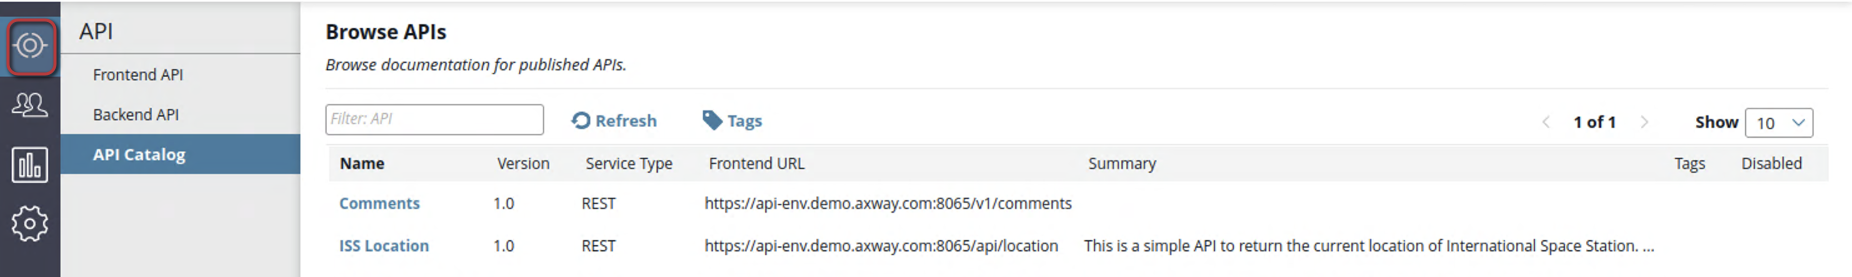 API
Frontend API
Backend API
API Catalog
Browse APIs
Browse documentation for published APIs.
Filter: API Refresh Tags 1 of 1 Show 10
Name Version Service Type Frontend URL Summary Tags Disabled
Comments 1.0 REST https://api-env.demo.axway.com:8065/v1/comments
ISS Location 1.0 REST https://api-env.demo.axway.com:8065/api/location This is a simple API to return the current location of International Space Station. ...